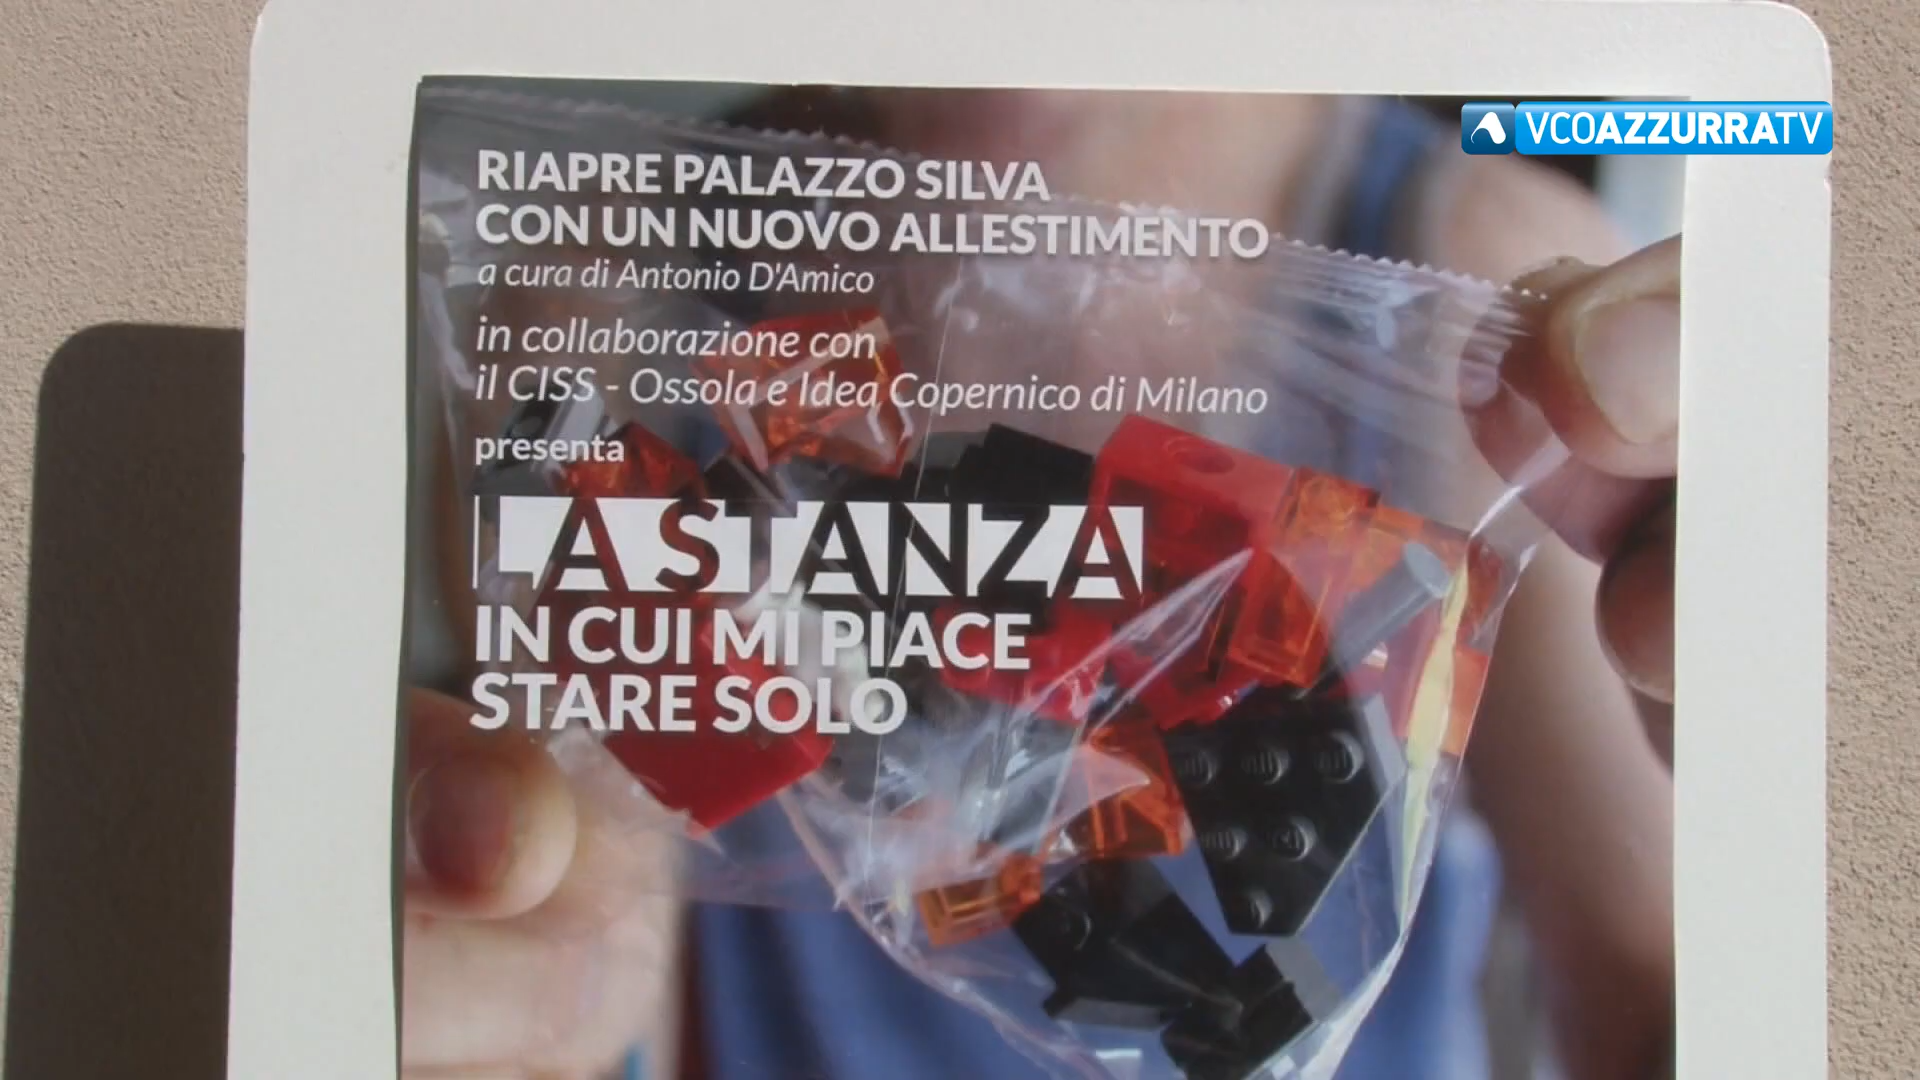 VCOAZZURRATV
RIAPRE PALAZZO SILVA
CON UN NUOVO ALLESTIMENTO
a cura di Antonio D'Amico
in collaborazione con
il CISS - Ossola e Idea Copernico di Milano
presenta
LA STANZA
IN CUI MI PIACE
STARE SOLO